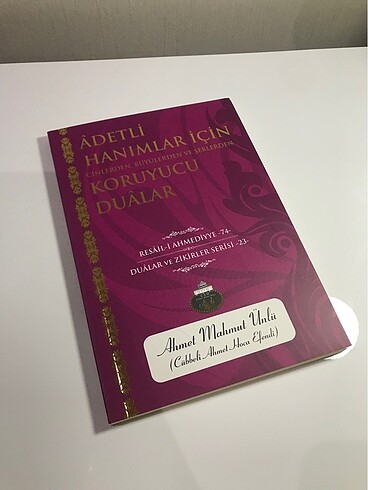 ÂDETLİ
HANIMLAR İÇİN
CİNLERDEN, BÜYÜLERDEN VE ŞERLERDEN
KORUYUCU
DUÂLAR
RESÂİL-İ AHMEDİYYE -74-
DUÂLAR VE ZİKİRLER SERİSİ -23-
Ahmet Mahmut Ünlü
(Cübbeli Ahmet Hoca Efendi)